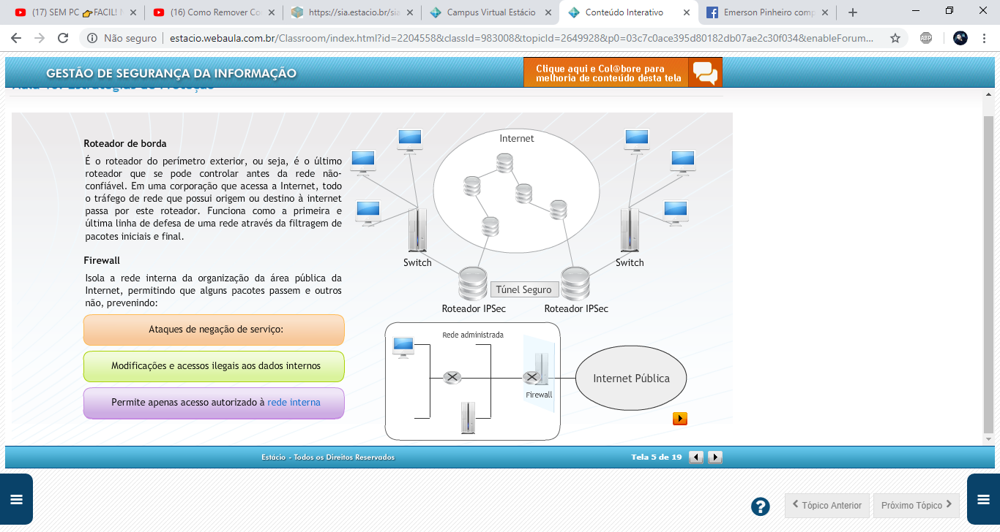 (17) SEM PC 👉FACIL! N
(16) Como Remover Co
https://sia.estacio.br/sia
Campus Virtual Estácio
Conteúdo Interativo
Emerson Pinheiro comp
Não seguro
estacio.webaula.com.br/Classroom/index.html?id=2204558&classId=983008&topicId=2649928&p0=03c7c0ace395d80182db07ae2c30f034&enableForum...
ABP
GESTÃO DE SEGURANÇA DA INFORMAÇÃO
Clique aqui e Col@bore para
melhoria de conteúdo desta tela
Aula 10: Estratégias de Proteção
Roteador de borda
É o roteador do perímetro exterior, ou seja, é o último
roteador que se pode controlar antes da rede não-
confiável. Em uma corporação que acessa a Internet, todo
o tráfego de rede que possui origem ou destino à internet
passa por este roteador. Funciona como a primeira e
última linha de defesa de uma rede através da filtragem de
pacotes iniciais e final.
Firewall
Isola a rede interna da organização da área pública da
Internet, permitindo que alguns pacotes passem e outros
não, prevenindo:
Ataques de negação de serviço:
Modificações e acessos ilegais aos dados internos
Permite apenas acesso autorizado à rede interna
Internet
Switch
Switch
Túnel Seguro
Roteador IPSec
Roteador IPSec
Rede administrada
Firewall
Internet Pública
Estácio - Todos os Direitos Reservados
Tela 5 de 19
?
Tópico Anterior
Próximo Tópico